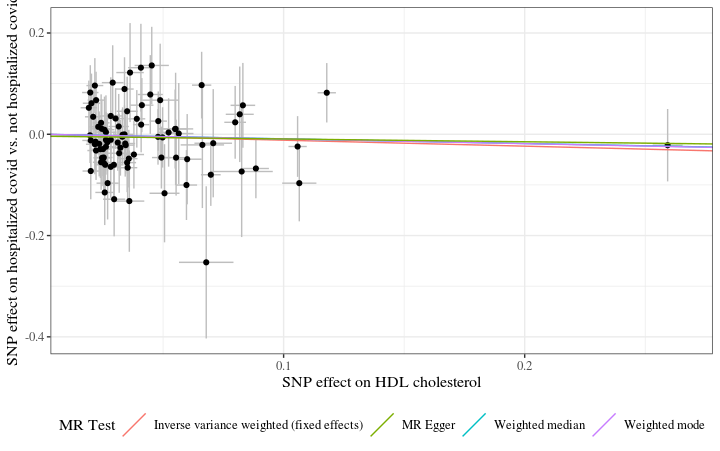 SNP effect on hospitalized covid vs. not hospitalized covid
0.2
0.0
-0.2
-0.4
0.1
0.2
SNP effect on HDL cholesterol
MR Test
Inverse variance weighted (fixed effects)
MR Egger
Weighted median
Weighted mode